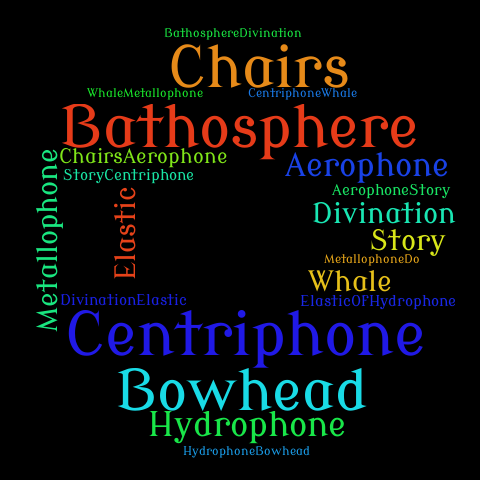 BathosphereDivination
Chairs
WhaleMetallophone
CentriphoneWhale
Bathosphere
ChairsAerophone
Aerophone
StoryCentriphone
AerophoneStory
Metallophone
Elastic
Divination
Story
MetallophoneDo
Whale
DivinationElastic
ElasticOfHydrophone
Centriphone
Bowhead
Hydrophone
HydrophoneBowhead